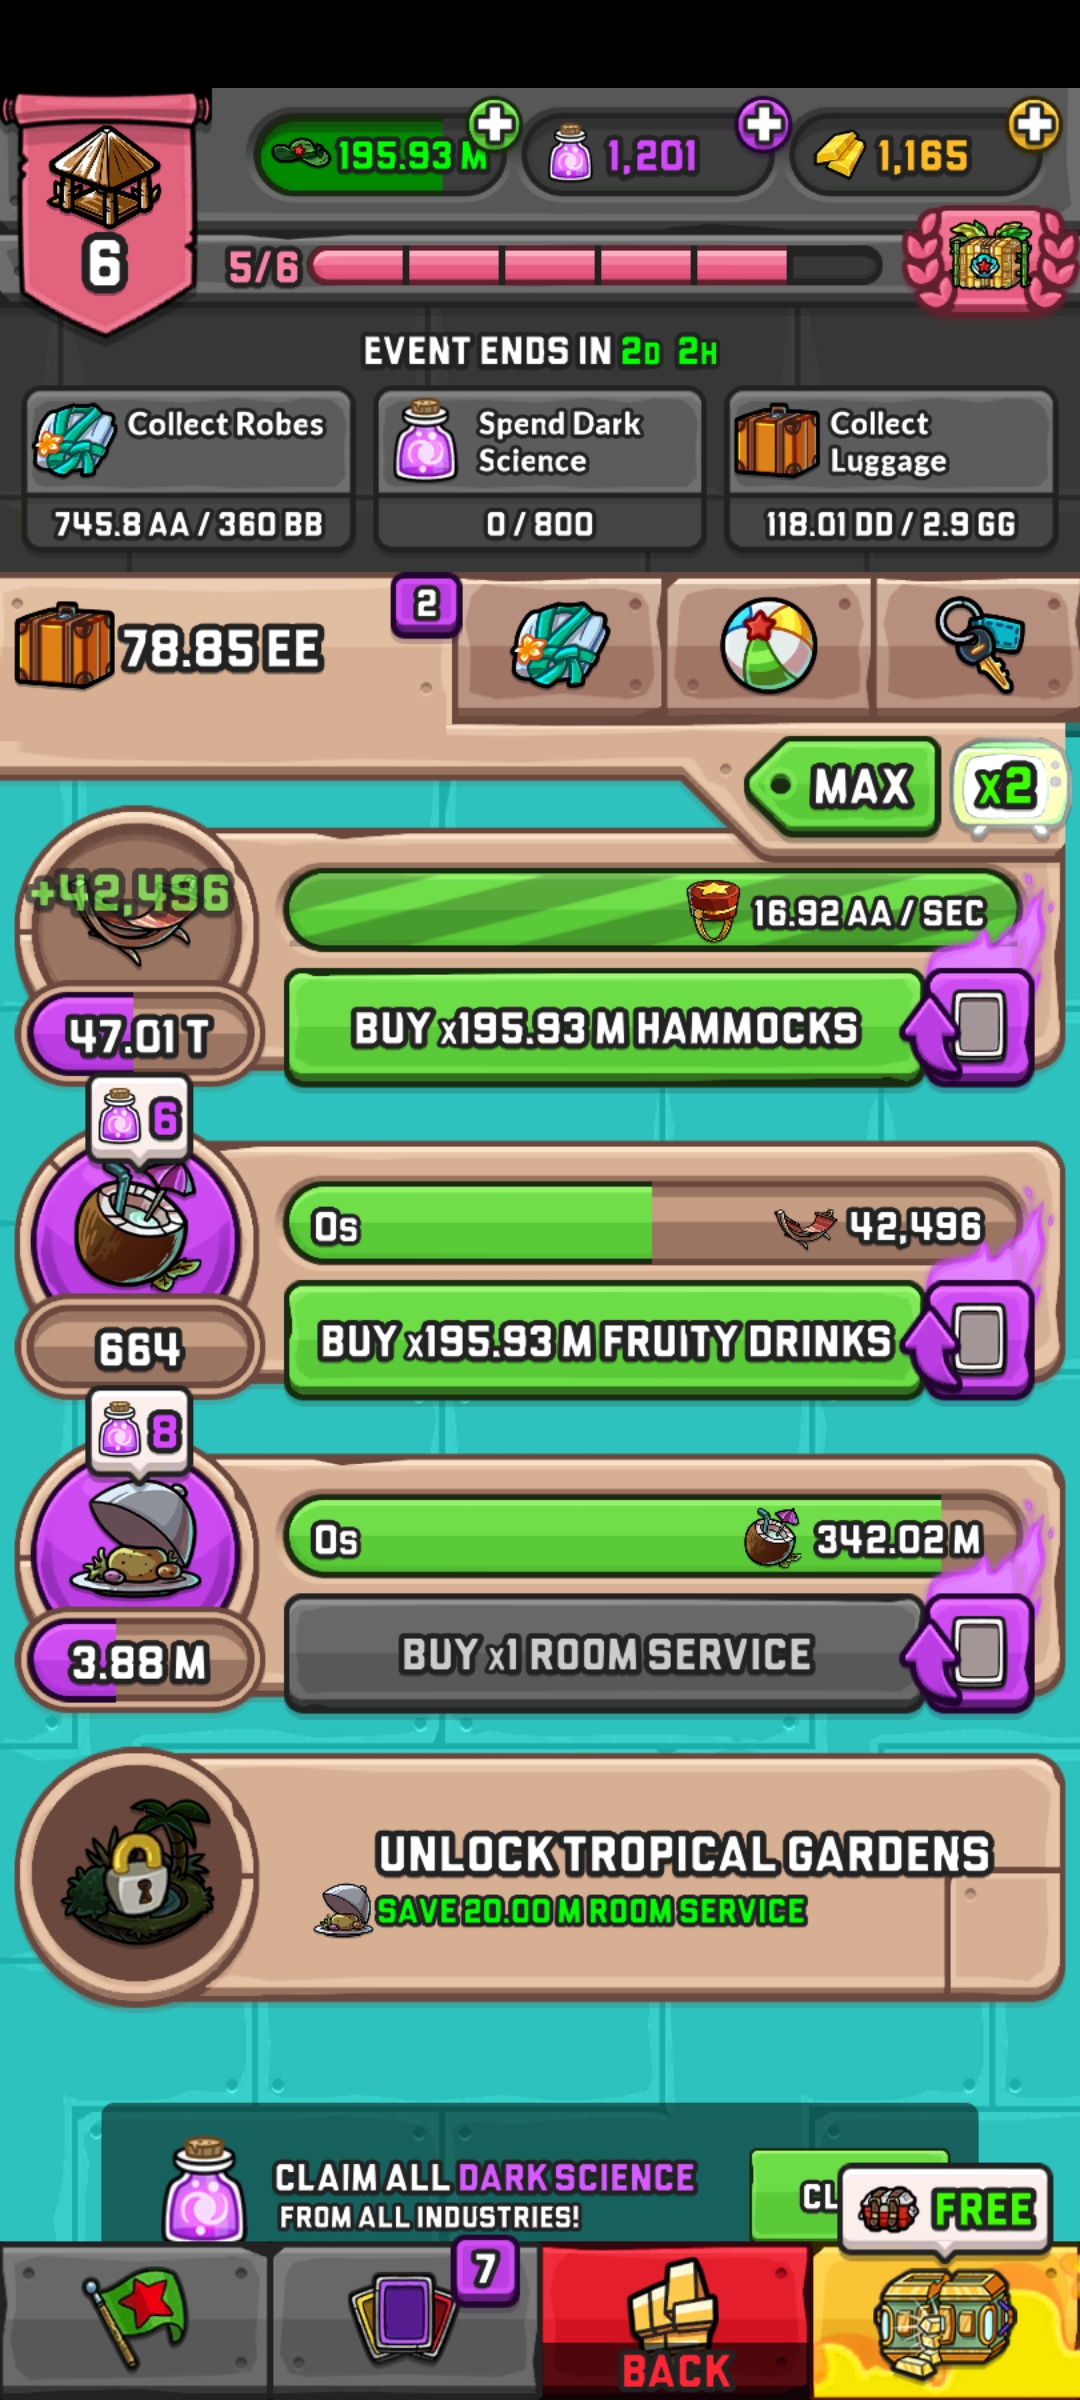 195.93 M
1,201
1,165
6
5/6
EVENT ENDS IN 2D 2H
Collect Robes
745.8 AA / 360 BB
Spend Dark
Science
0 / 800
Collect
Luggage
118.01 DD / 2.9 GG
78.85 EE
2
MAX
x2
+42,496
16.92 AA / SEC
47.01 T
BUY x195.93 M HAMMOCKS
6
0s
42,496
664
BUY x195.93 M FRUITY DRINKS
8
0s
342.02 M
3.88 M
BUY x1 ROOM SERVICE
UNLOCK TROPICAL GARDENS
SAVE 20.00 M ROOM SERVICE
CLAIM ALL DARK SCIENCE
FROM ALL INDUSTRIES!
FREE
7
BACK